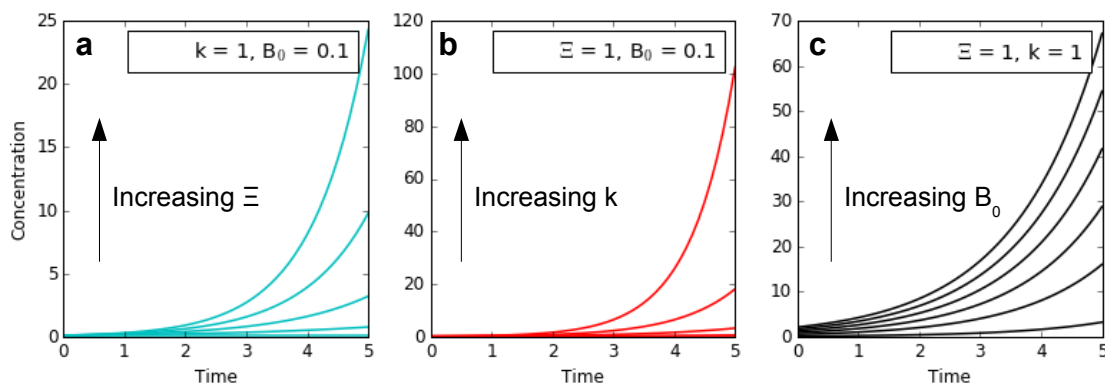 a
k = 1, B₀ = 0.1
Increasing Ξ
Concentration
25
20
15
10
5
0
0 1 2 3 4 5
Time
b
Ξ = 1, B₀ = 0.1
Increasing k
120
100
80
60
40
20
0
0 1 2 3 4 5
Time
c
Ξ = 1, k = 1
Increasing B₀
70
60
50
40
30
20
10
0
0 1 2 3 4 5
Time